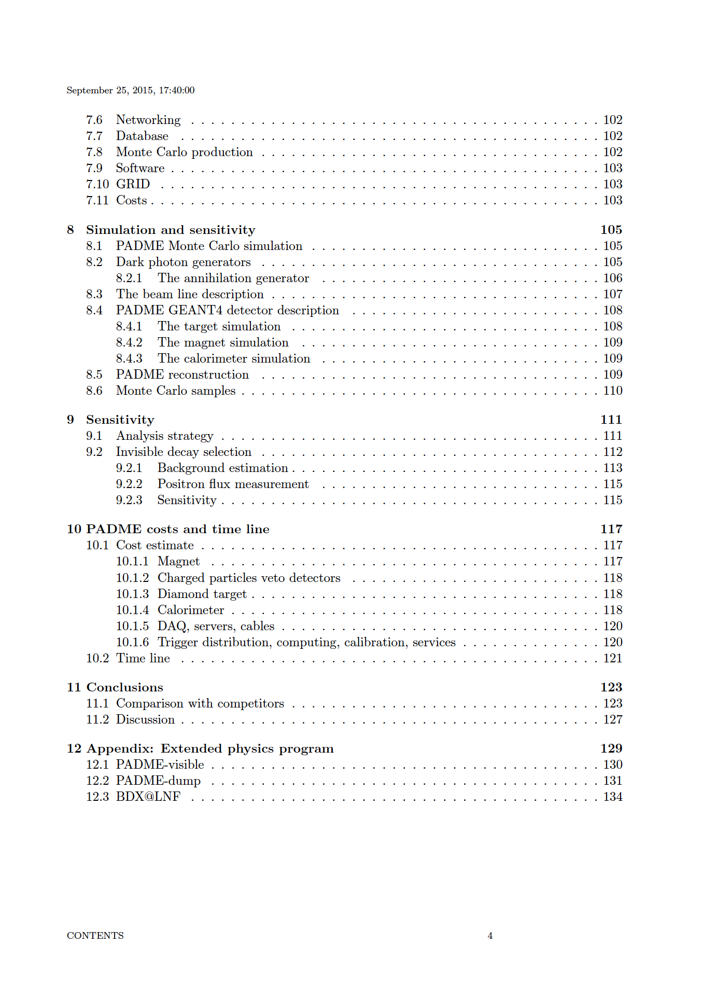 September 25, 2015, 17:40:00
7.6 Networking . . . . . . . . . . . . . . . . . . . . . . . . . . . . . . . . . . . . . . . . . 102
7.7 Database . . . . . . . . . . . . . . . . . . . . . . . . . . . . . . . . . . . . . . . . . . 102
7.8 Monte Carlo production . . . . . . . . . . . . . . . . . . . . . . . . . . . . . . . . . . 102
7.9 Software . . . . . . . . . . . . . . . . . . . . . . . . . . . . . . . . . . . . . . . . . . . 103
7.10 GRID . . . . . . . . . . . . . . . . . . . . . . . . . . . . . . . . . . . . . . . . . . . . 103
7.11 Costs . . . . . . . . . . . . . . . . . . . . . . . . . . . . . . . . . . . . . . . . . . . . . 103
8 Simulation and sensitivity 105
8.1 PADME Monte Carlo simulation . . . . . . . . . . . . . . . . . . . . . . . . . . . . . 105
8.2 Dark photon generators . . . . . . . . . . . . . . . . . . . . . . . . . . . . . . . . . . 105
8.2.1 The annihilation generator . . . . . . . . . . . . . . . . . . . . . . . . . . . . 106
8.3 The beam line description . . . . . . . . . . . . . . . . . . . . . . . . . . . . . . . . . 107
8.4 PADME GEANT4 detector description . . . . . . . . . . . . . . . . . . . . . . . . . 108
8.4.1 The target simulation . . . . . . . . . . . . . . . . . . . . . . . . . . . . . . . 108
8.4.2 The magnet simulation . . . . . . . . . . . . . . . . . . . . . . . . . . . . . . 109
8.4.3 The calorimeter simulation . . . . . . . . . . . . . . . . . . . . . . . . . . . . 109
8.5 PADME reconstruction . . . . . . . . . . . . . . . . . . . . . . . . . . . . . . . . . . 109
8.6 Monte Carlo samples . . . . . . . . . . . . . . . . . . . . . . . . . . . . . . . . . . . . 110
9 Sensitivity 111
9.1 Analysis strategy . . . . . . . . . . . . . . . . . . . . . . . . . . . . . . . . . . . . . . 111
9.2 Invisible decay selection . . . . . . . . . . . . . . . . . . . . . . . . . . . . . . . . . . 112
9.2.1 Background estimation . . . . . . . . . . . . . . . . . . . . . . . . . . . . . . . 113
9.2.2 Positron flux measurement . . . . . . . . . . . . . . . . . . . . . . . . . . . . 115
9.2.3 Sensitivity . . . . . . . . . . . . . . . . . . . . . . . . . . . . . . . . . . . . . . 115
10 PADME costs and time line 117
10.1 Cost estimate . . . . . . . . . . . . . . . . . . . . . . . . . . . . . . . . . . . . . . . . 117
10.1.1 Magnet . . . . . . . . . . . . . . . . . . . . . . . . . . . . . . . . . . . . . . . 117
10.1.2 Charged particles veto detectors . . . . . . . . . . . . . . . . . . . . . . . . . 118
10.1.3 Diamond target . . . . . . . . . . . . . . . . . . . . . . . . . . . . . . . . . . . 118
10.1.4 Calorimeter . . . . . . . . . . . . . . . . . . . . . . . . . . . . . . . . . . . . . 118
10.1.5 DAQ, servers, cables . . . . . . . . . . . . . . . . . . . . . . . . . . . . . . . . 120
10.1.6 Trigger distribution, computing, calibration, services . . . . . . . . . . . . . . 120
10.2 Time line . . . . . . . . . . . . . . . . . . . . . . . . . . . . . . . . . . . . . . . . . . 121
11 Conclusions 123
11.1 Comparison with competitors . . . . . . . . . . . . . . . . . . . . . . . . . . . . . . . 123
11.2 Discussion . . . . . . . . . . . . . . . . . . . . . . . . . . . . . . . . . . . . . . . . . . 127
12 Appendix: Extended physics program 129
12.1 PADME-visible . . . . . . . . . . . . . . . . . . . . . . . . . . . . . . . . . . . . . . . 130
12.2 PADME-dump . . . . . . . . . . . . . . . . . . . . . . . . . . . . . . . . . . . . . . . 131
12.3 BDX@LNF . . . . . . . . . . . . . . . . . . . . . . . . . . . . . . . . . . . . . . . . . 134
CONTENTS 4